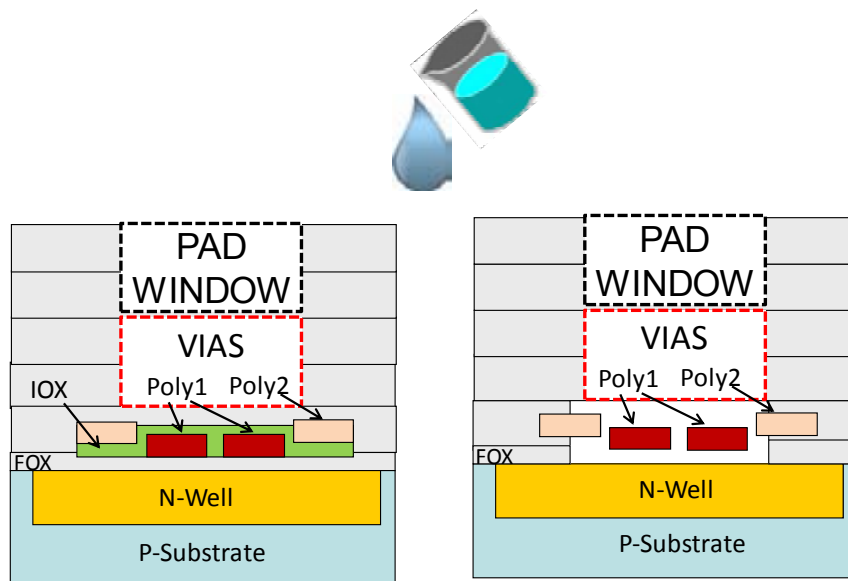 PAD
WINDOW
VIAS
IOX
Poly1
Poly2
FOX
N-Well
P-Substrate
PAD
WINDOW
VIAS
Poly1
Poly2
FOX
N-Well
P-Substrate